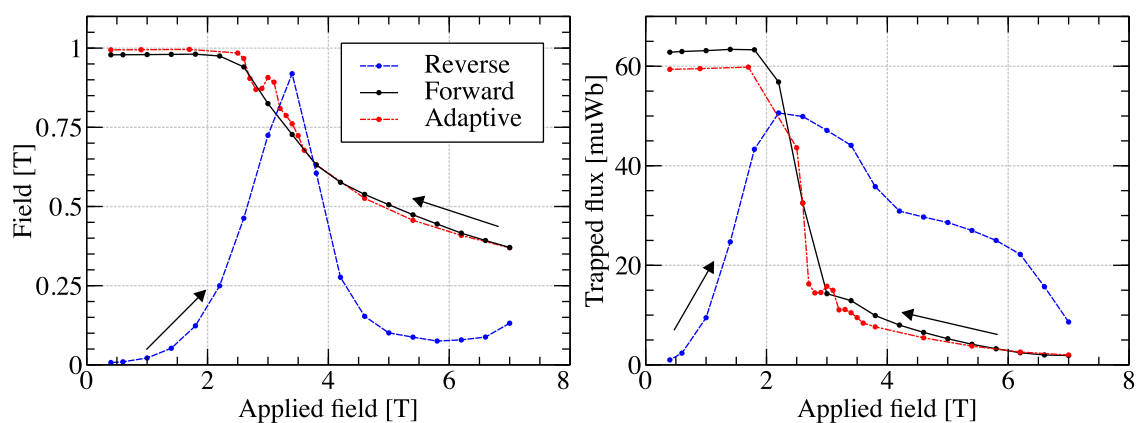 Field [T]
1
0.75
0.5
0.25
0
0 2 4 6 8
Applied field [T]
Reverse
Forward
Adaptive
Trapped flux [muWb]
60
40
20
0
0 2 4 6 8
Applied field [T]